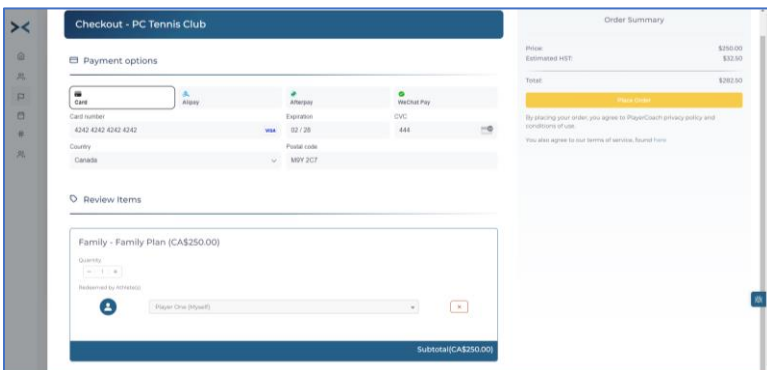 Checkout - PC Tennis Club
Payment options
Card
Alipay
Afterpay
WeChat Pay
Card number
Expiration
CVC
4242 4242 4242 4242
VISA
02 / 28
444
Country
Postal code
Canada
M9Y 2C7
Review Items
Family - Family Plan (CA$250.00)
Quantity:
- 1 +
Redeemed by Athlete(s):
Player One (Myself)
x
Subtotal(CA$250.00)
Order Summary
Price: $250.00
Estimated HST: $32.50
Total: $282.50
Place Order
By placing your order, you agree to PlayerCoach privacy policy and
conditions of use.
You also agree to our terms of service, found here